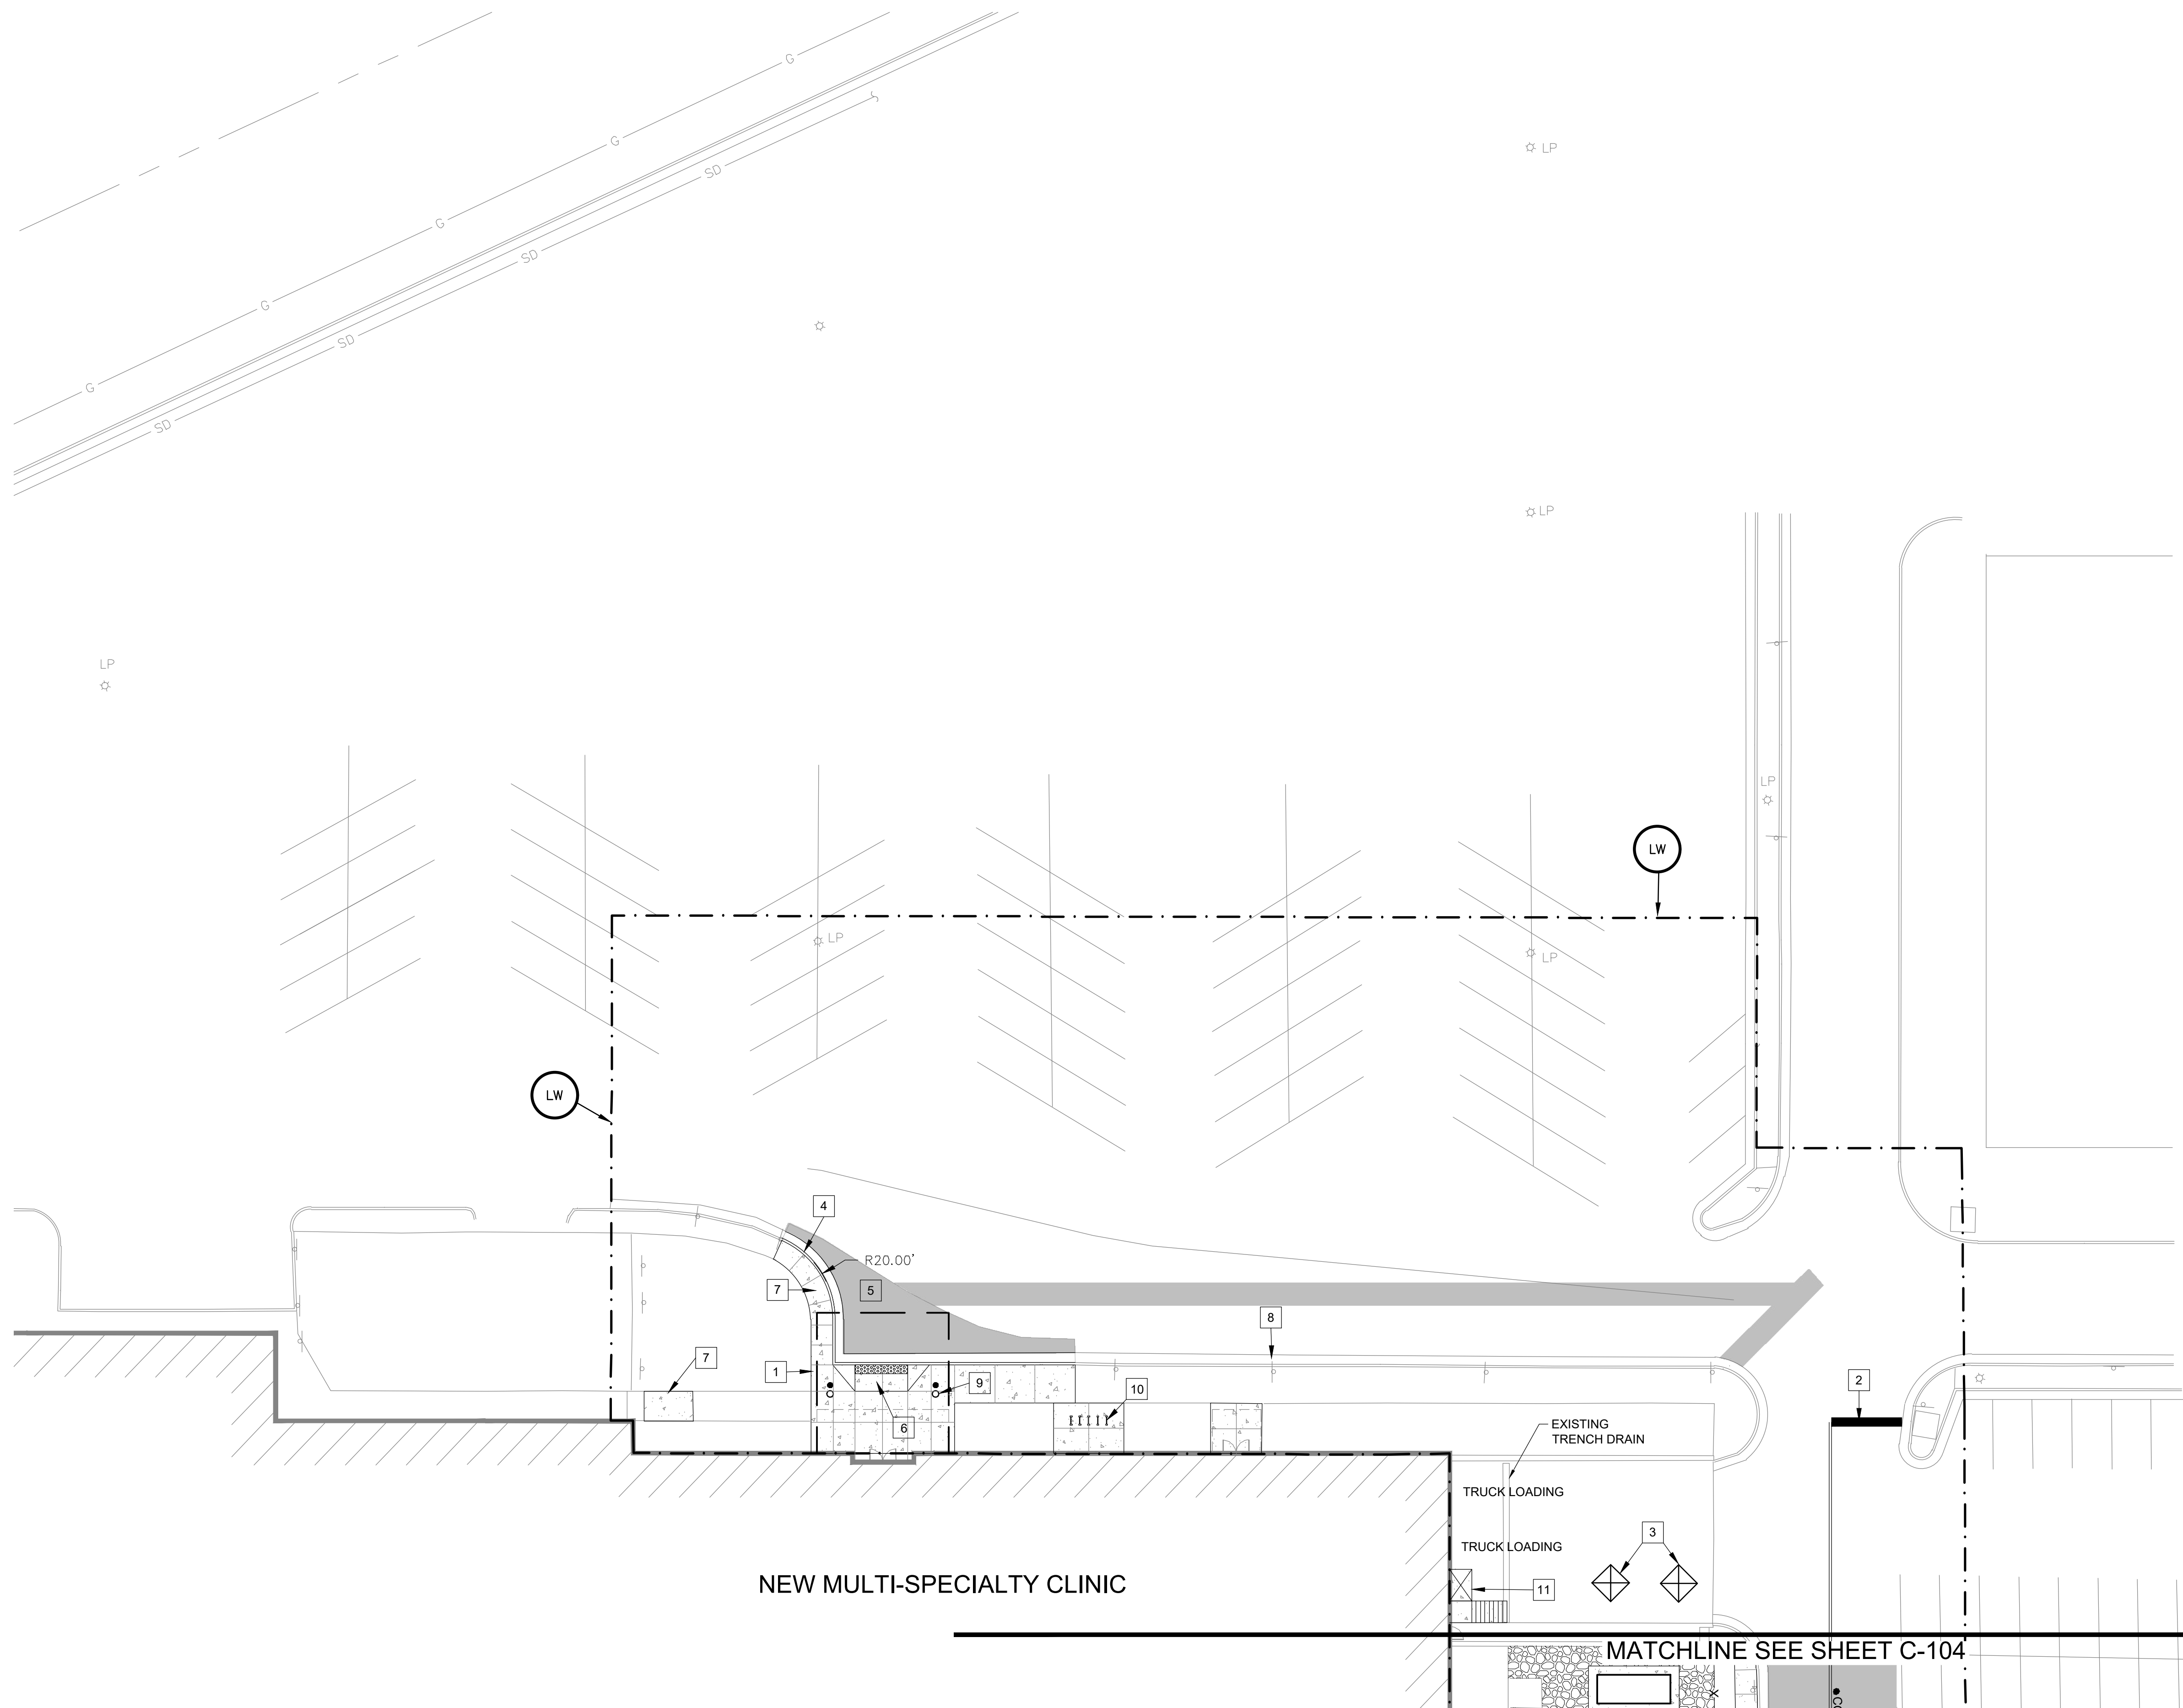 G
G
SD
G
LP
SD
G
SD
G
SD
LP
LP
LP
LW
LP
LP
LW
4
R20.00'
7
5
8
7
1
9
10
2
6
EXISTING
TRENCH DRAIN
TRUCK LOADING
3
TRUCK LOADING
NEW MULTI-SPECIALTY CLINIC
11
MATCHLINE SEE SHEET C-104
X